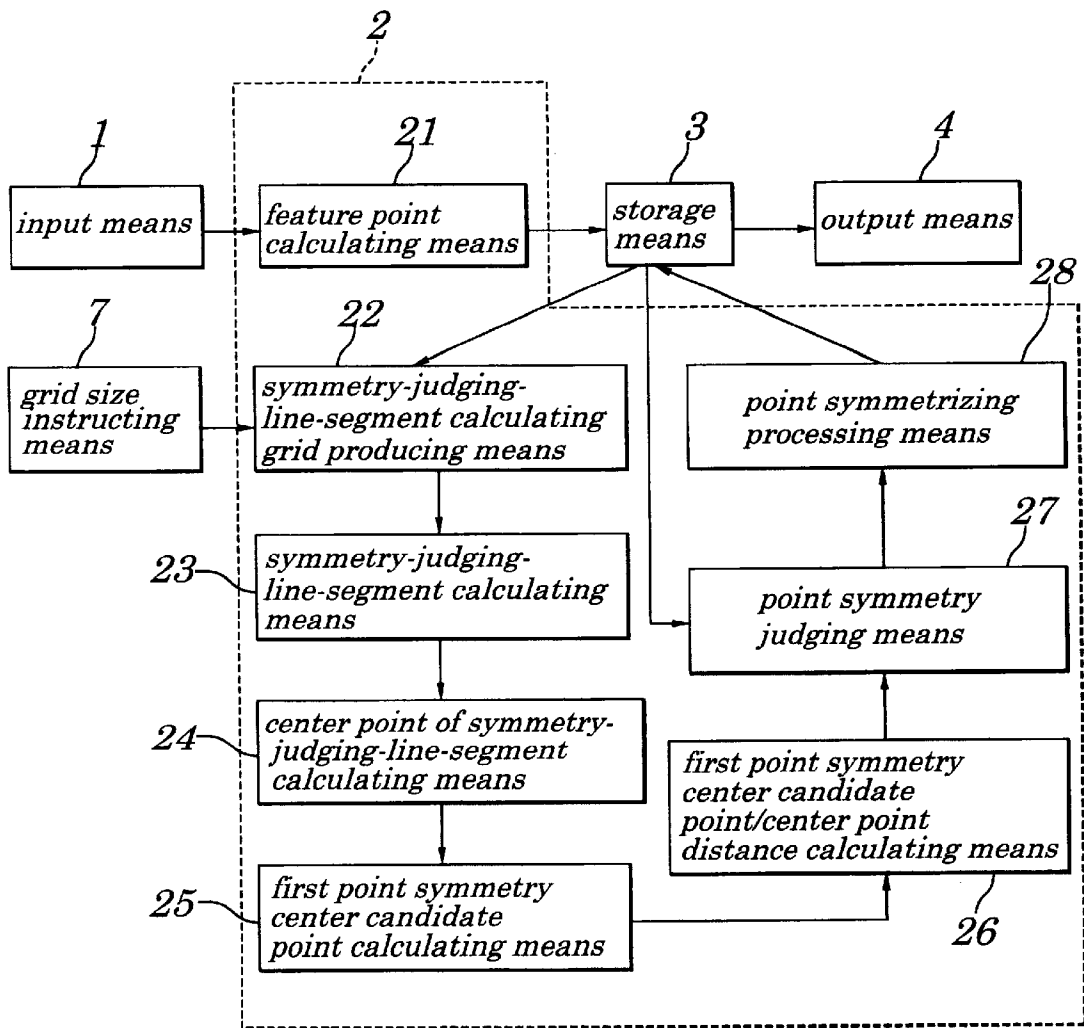 2
1
21
3
4
input means
feature point
calculating means
storage
means
output means
28
7
22
grid size
instructing
means
symmetry-judging-
line-segment calculating
grid producing means
point symmetrizing
processing means
27
23
symmetry-judging-
line-segment calculating
means
point symmetry
judging means
24
center point of symmetry-
judging-line-segment
calculating means
first point symmetry
center candidate
point/center point
distance calculating means
25
first point symmetry
center candidate
point calculating means
26